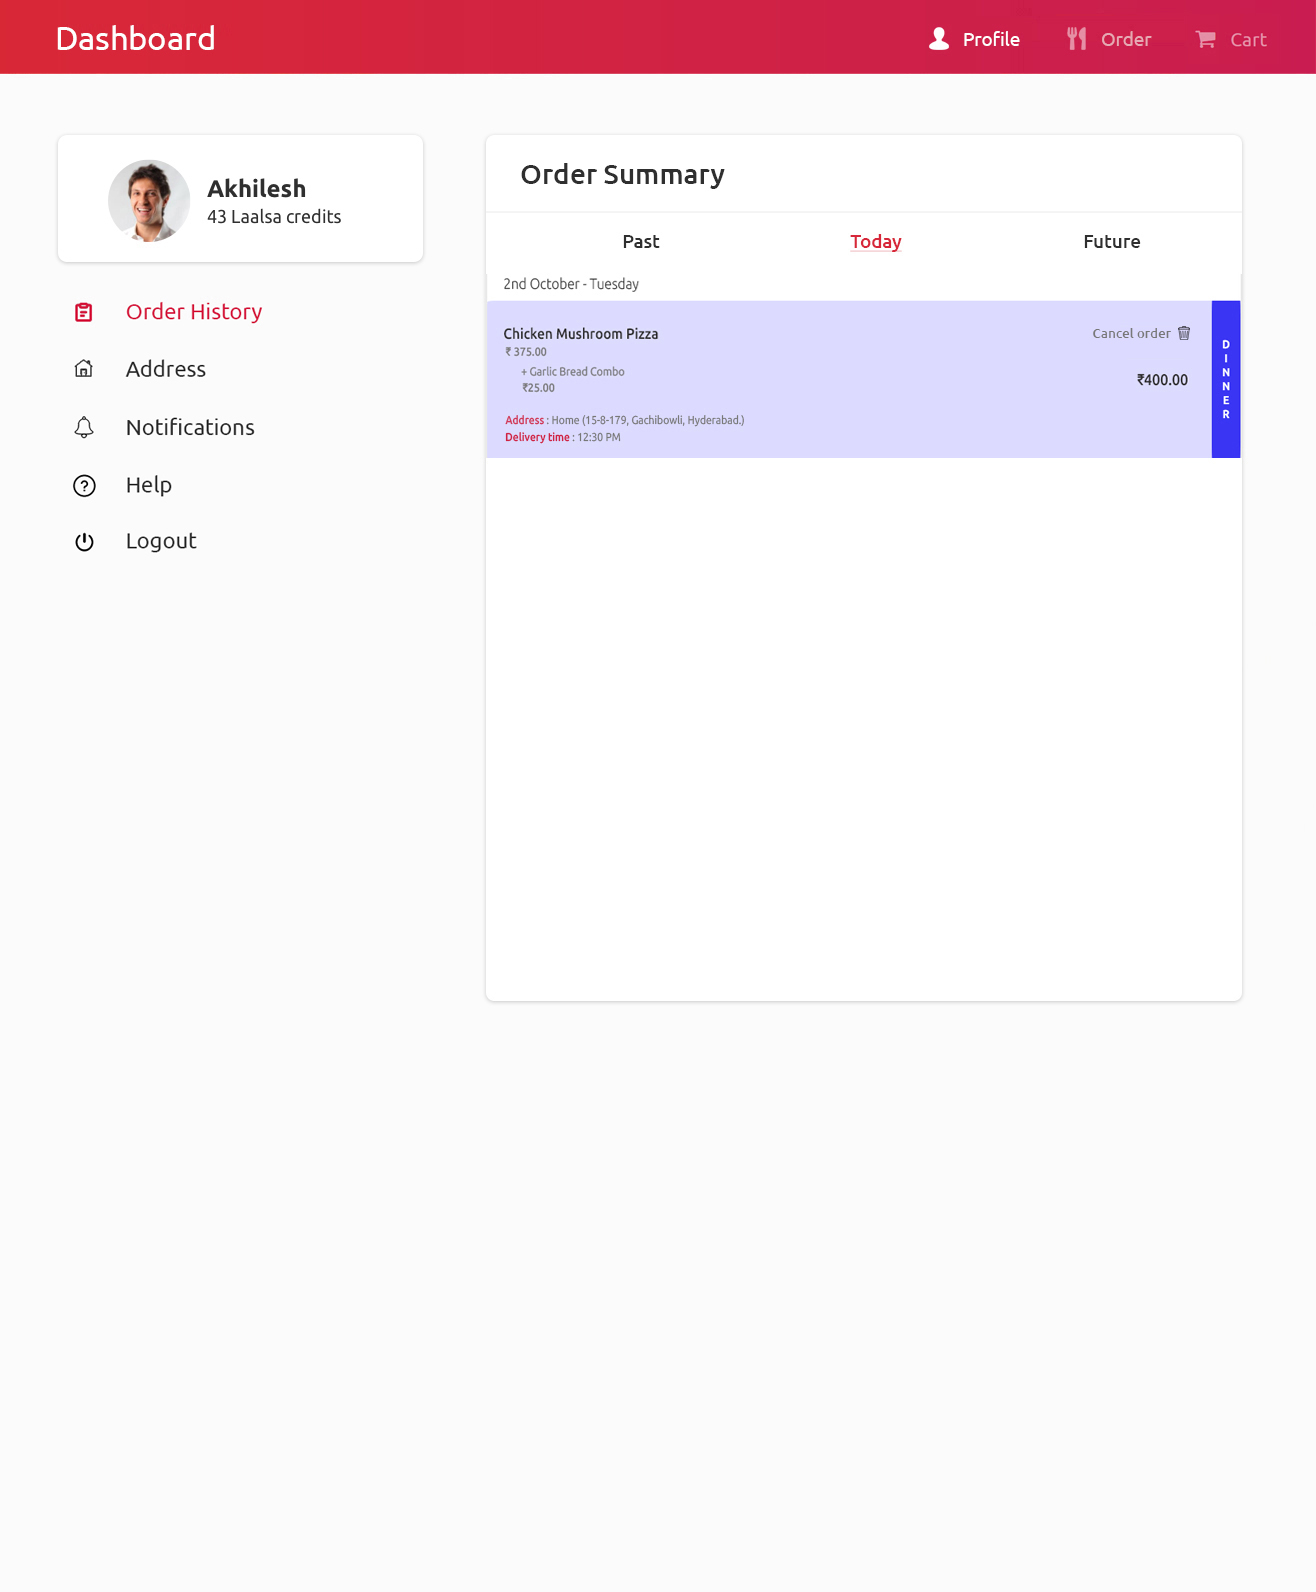 Dashboard
Profile
Order
Cart
Akhilesh
43 Laalsa credits
Order History
Address
Notifications
Help
Logout
Order Summary
Past
Today
Future
2nd October - Tuesday
Chicken Mushroom Pizza
₹ 375.00
+ Garlic Bread Combo
₹25.00
Address : Home (15-8-179, Gachibowli, Hyderabad.)
Delivery time : 12:30 PM
Cancel order
₹400.00
DINNER